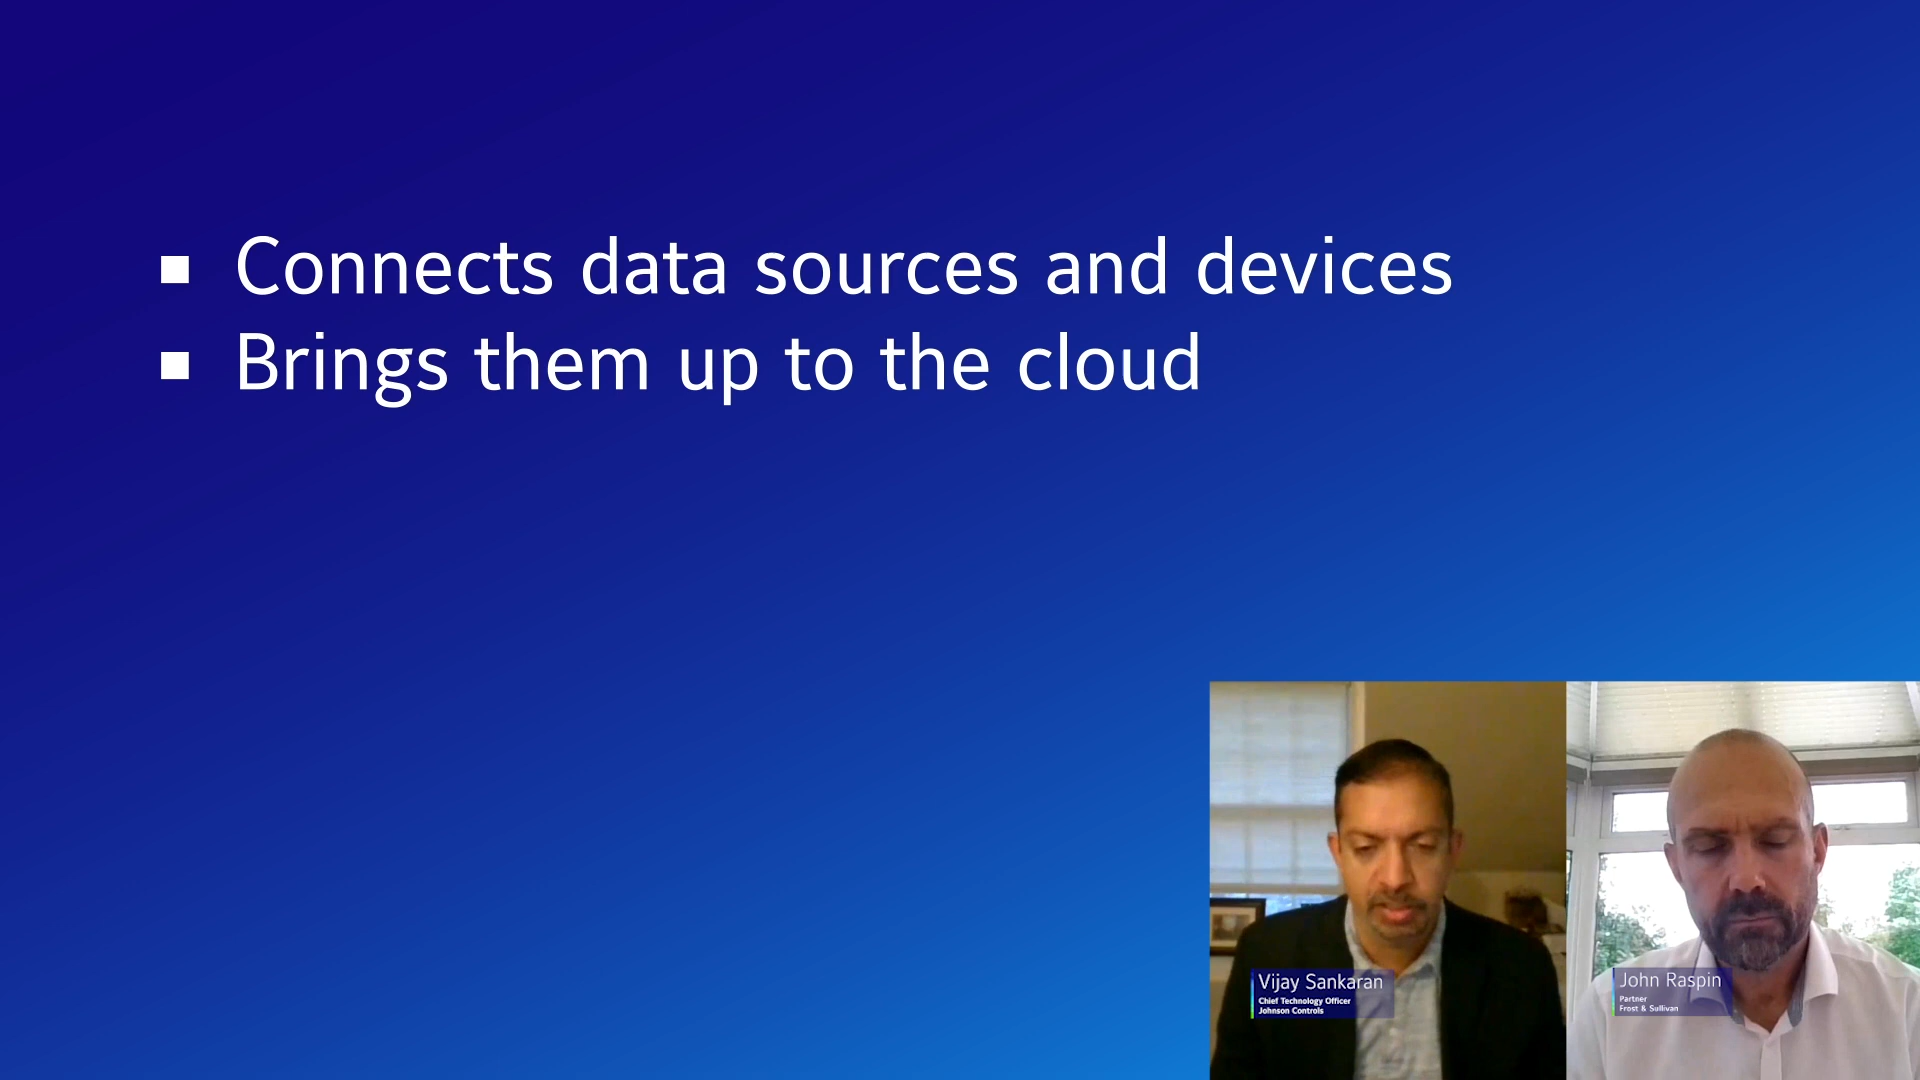 ▪ Connects data sources and devices
▪ Brings them up to the cloud
Vijay Sankaran
Chief Technology Officer
Johnson Controls
John Raspin
Partner
Frost & Sullivan